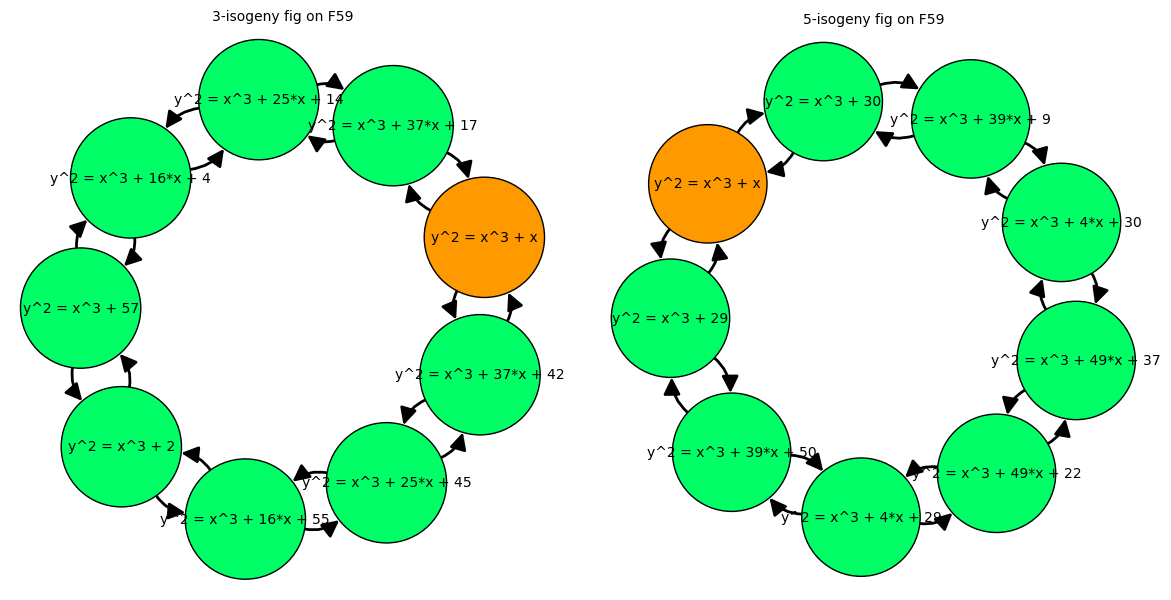 3-isogeny fig on F59
y^2 = x^3 + 25*x + 14
y^2 = x^3 + 37*x + 17
y^2 = x^3 + 16*x + 4
y^2 = x^3 + x
y^2 = x^3 + 57
y^2 = x^3 + 37*x + 42
y^2 = x^3 + 2
y^2 = x^3 + 25*x + 45
y^2 = x^3 + 16*x + 55
5-isogeny fig on F59
y^2 = x^3 + 30
y^2 = x^3 + 39*x + 9
y^2 = x^3 + x
y^2 = x^3 + 4*x + 30
y^2 = x^3 + 29
y^2 = x^3 + 49*x + 37
y^2 = x^3 + 39*x + 50
y^2 = x^3 + 49*x + 22
y^2 = x^3 + 4*x + 29